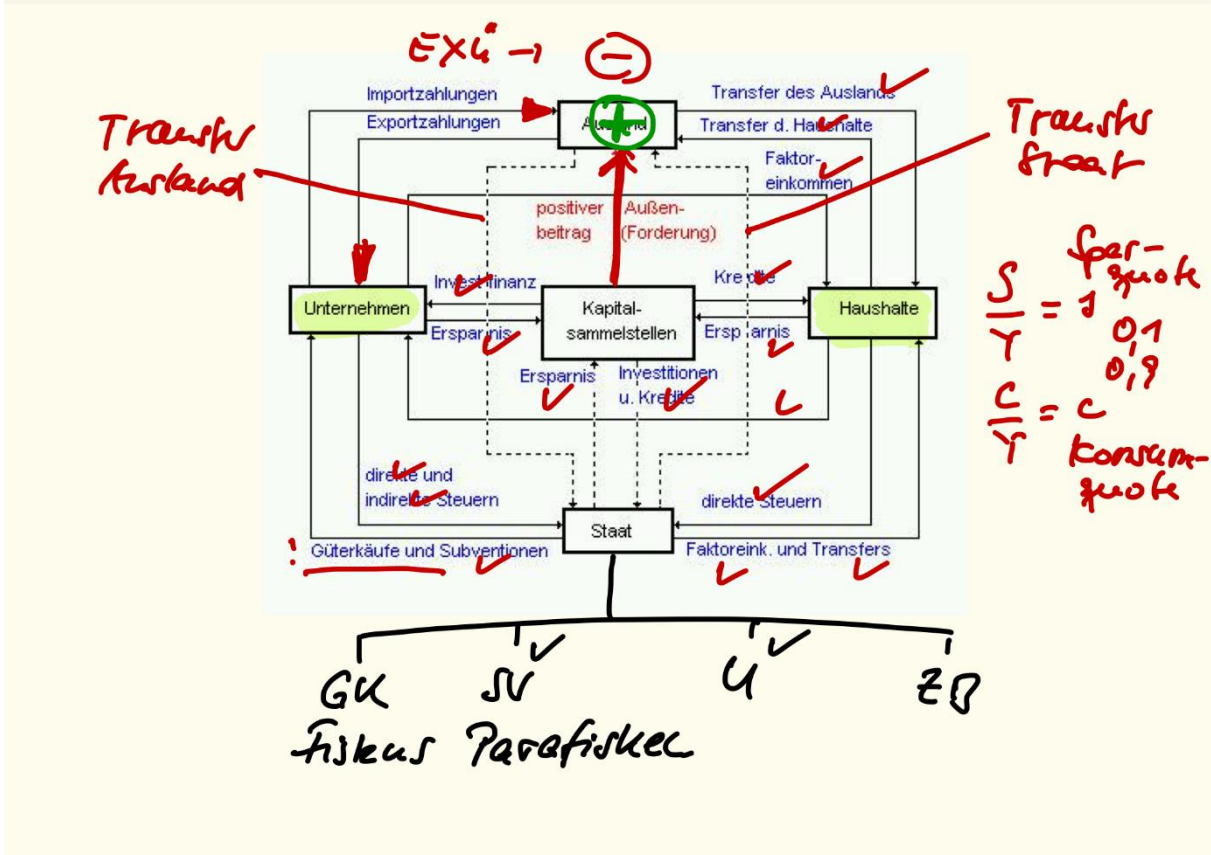 EXÜ → ⊖
Importzahlungen
Exportzahlungen
Transfer des Auslands
Transfer d. Haushalte
Transfer
Ausland
Transfer
Staat
Faktor-
einkommen
positiver Außen-
beitrag (Forderung)
Investfinanz
Kredite
Unternehmen
Kapital-
sammelstellen
Haushalte
Ersparnis
Ersparnis
Ersparnis
Investitionen
u. Kredite
Spar-
quote
S/Y = s
0,1
0,9
C/Y = c
Konsum-
quote
direkte und
indirekte Steuern
direkte Steuern
Staat
! Güterkäufe und Subventionen
Faktoreink. und Transfers
GK SV U ZB
Fiskus Parafisken